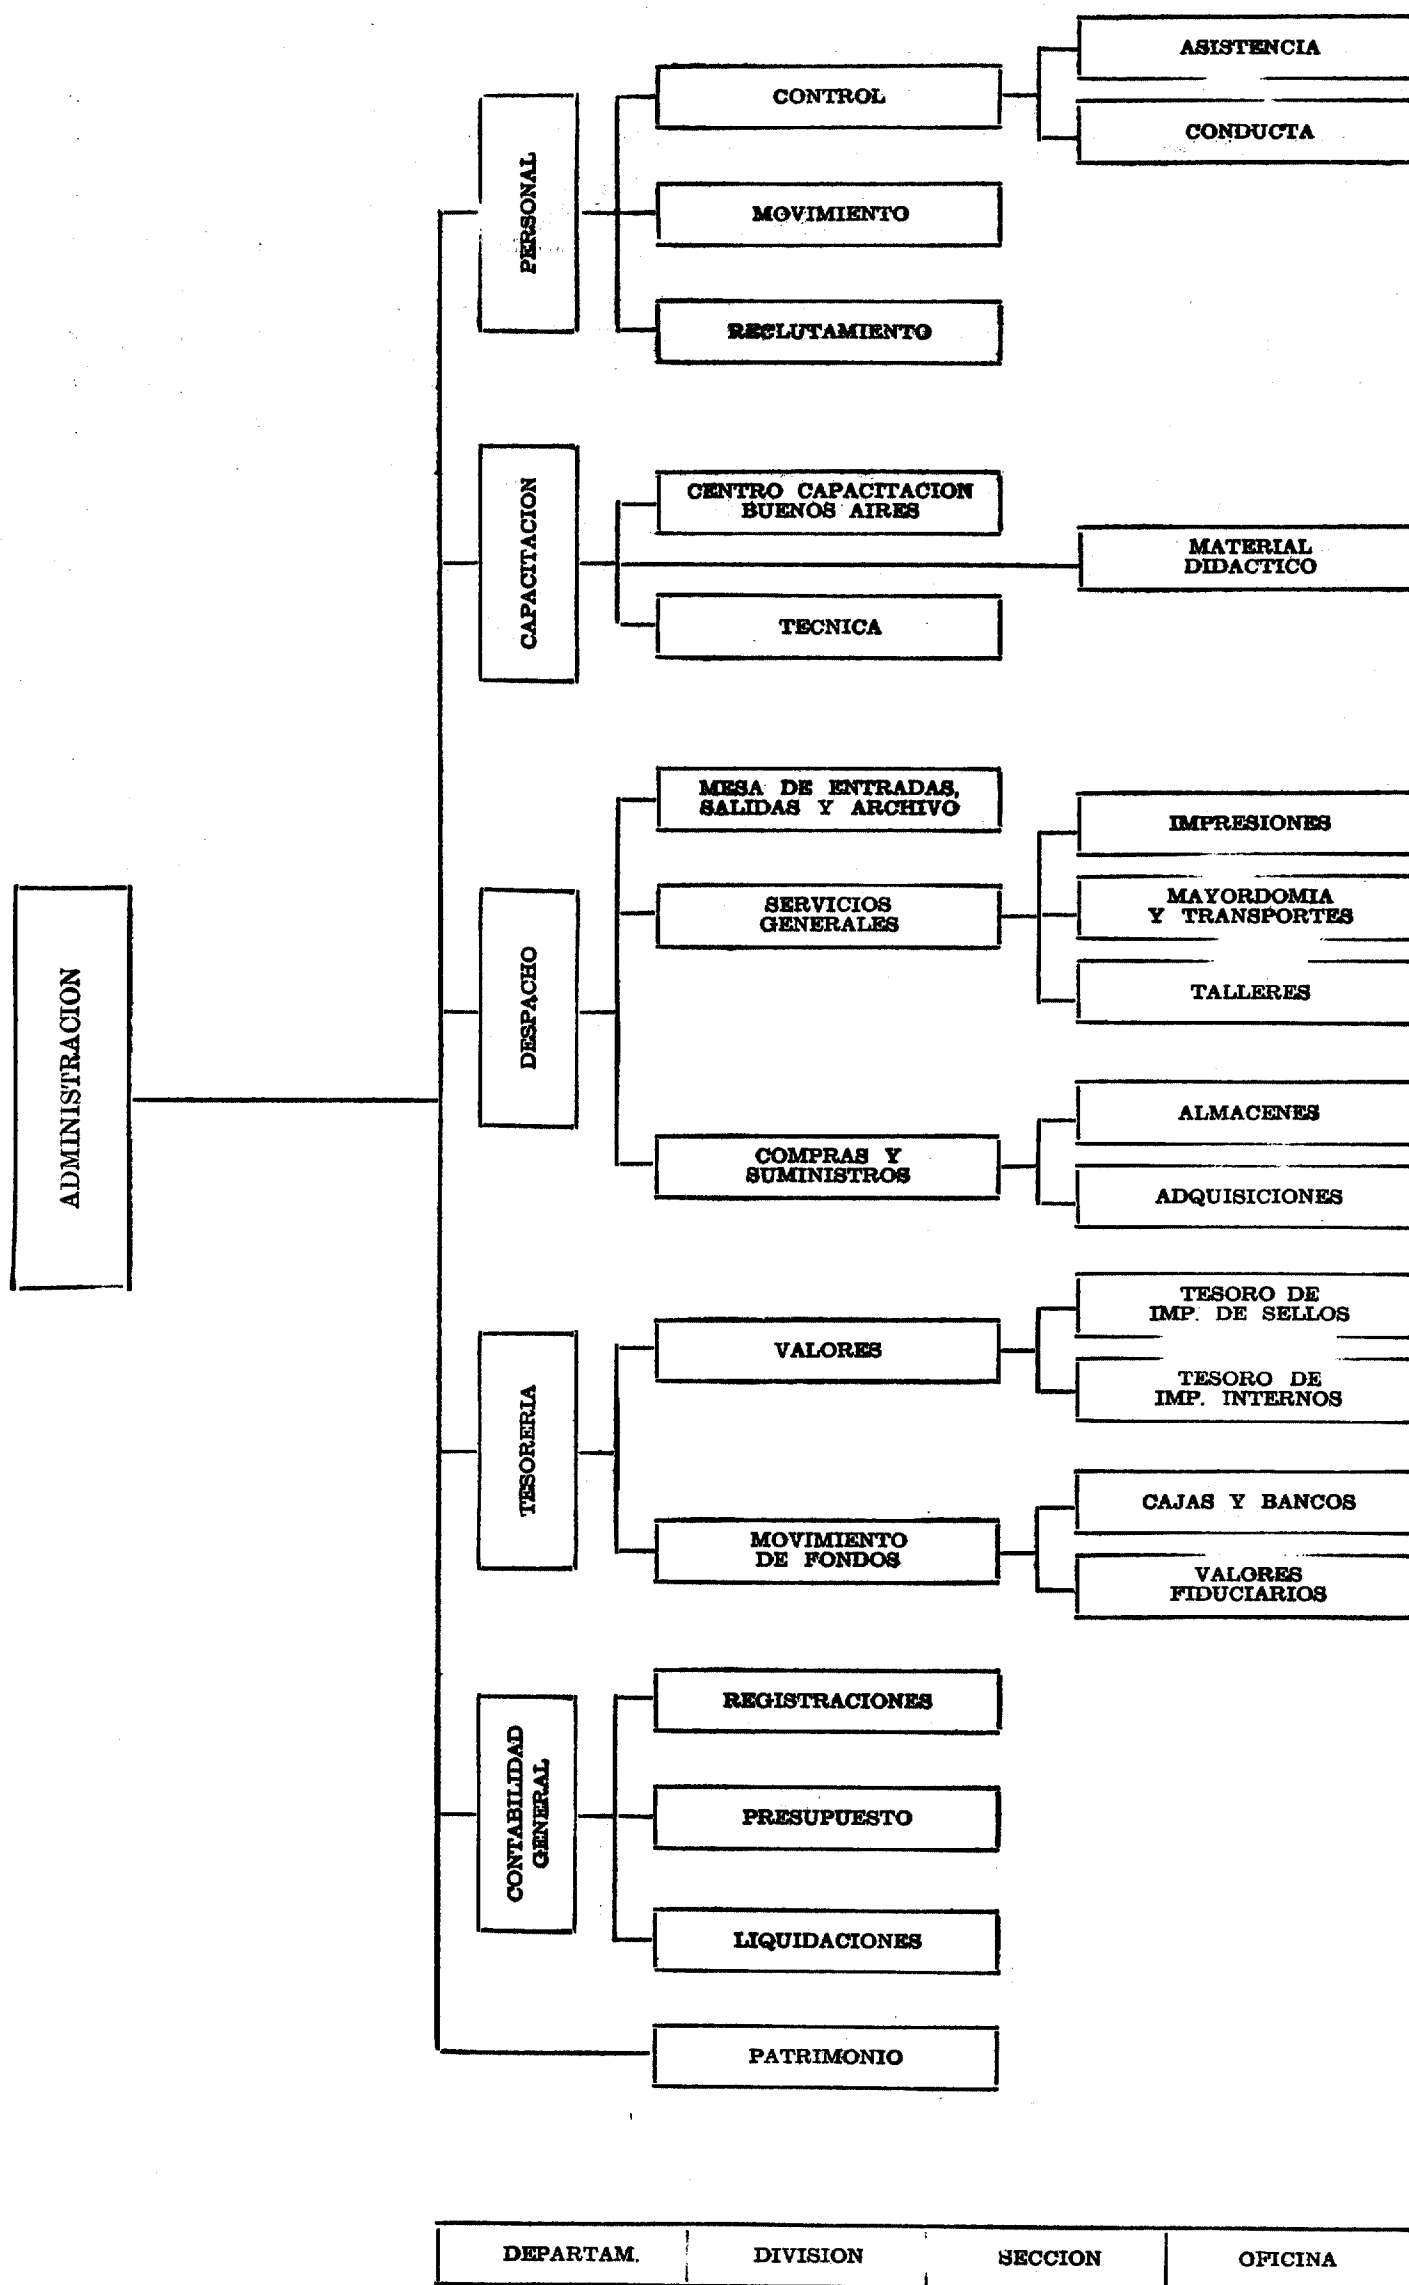 ADMINISTRACION
PERSONAL
CONTROL
ASISTENCIA
CONDUCTA
MOVIMIENTO
RECLUTAMIENTO
CAPACITACION
CENTRO CAPACITACION
BUENOS AIRES
MATERIAL
DIDACTICO
TECNICA
DESPACHO
MESA DE ENTRADAS,
SALIDAS Y ARCHIVO
SERVICIOS
GENERALES
IMPRESIONES
MAYORDOMIA
Y TRANSPORTES
TALLERES
COMPRAS Y
SUMINISTROS
ALMACENES
ADQUISICIONES
TESORERIA
VALORES
TESORO DE
IMP. DE SELLOS
TESORO DE
IMP. INTERNOS
MOVIMIENTO
DE FONDOS
CAJAS Y BANCOS
VALORES
FIDUCIARIOS
CONTABILIDAD
GENERAL
REGISTRACIONES
PRESUPUESTO
LIQUIDACIONES
PATRIMONIO
DEPARTAM.
DIVISION
SECCION
OFICINA